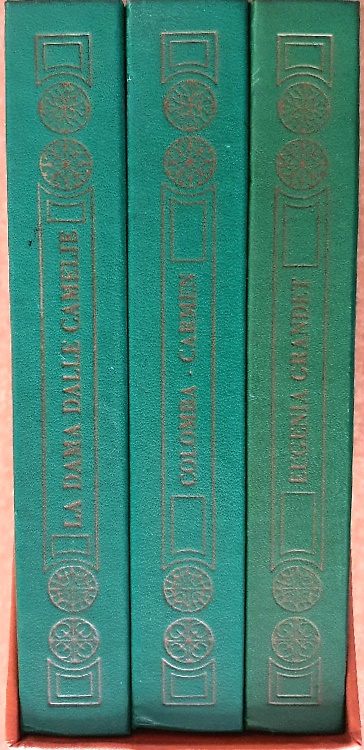 LA DAMA DALLE CAMELIE
COLOMBA - CARMEN
EUGENIA GRANDET